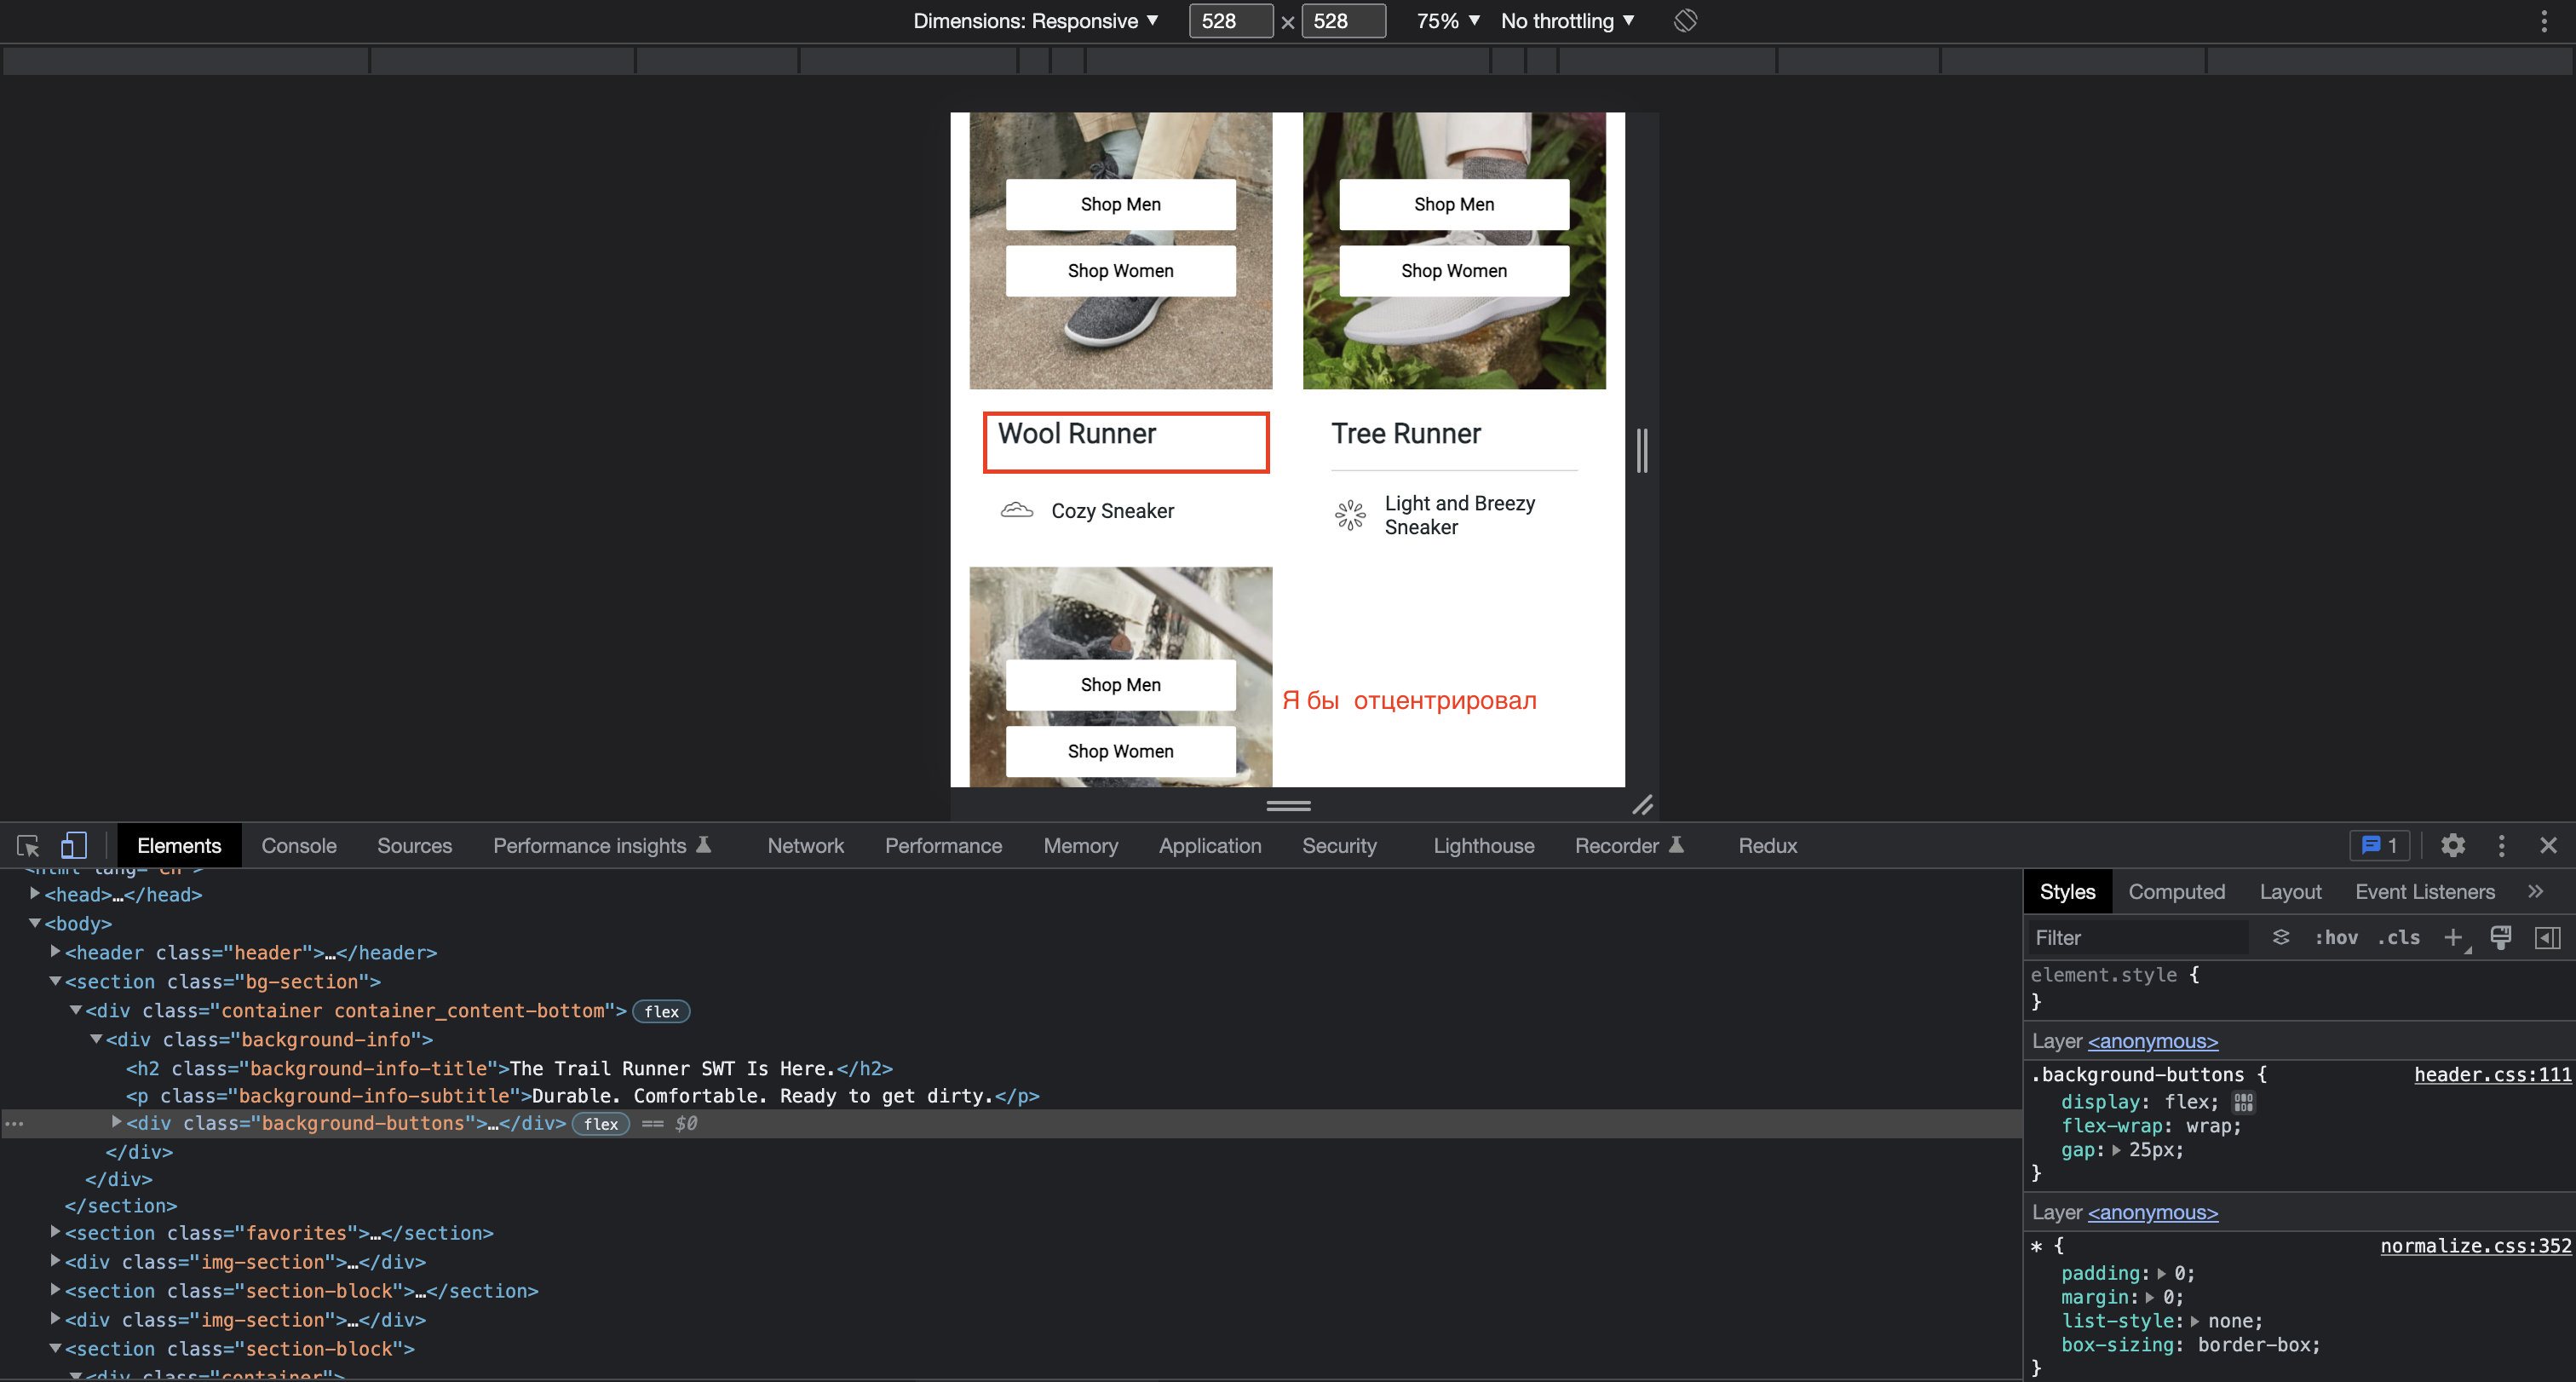 Dimensions: Responsive ▼ 528 × 528 75% ▼ No throttling ▼
Shop Men
Shop Women
Shop Men
Shop Women
Wool Runner
Cozy Sneaker
Tree Runner
Light and Breezy
Sneaker
Shop Men
Shop Women
Я бы отцентрировал
Elements Console Sources Performance insights Network Performance Memory Application Security Lighthouse Recorder Redux 1
<html lang="en">
<head>…</head>
<body>
<header class="header">…</header>
<section class="bg-section">
<div class="container container_content-bottom"> flex
<div class="background-info">
<h2 class="background-info-title">The Trail Runner SWT Is Here.</h2>
<p class="background-info-subtitle">Durable. Comfortable. Ready to get dirty.</p>
… <div class="background-buttons">…</div> flex == $0
</div>
</div>
</section>
<section class="favorites">…</section>
<div class="img-section">…</div>
<section class="section-block">…</section>
<div class="img-section">…</div>
<section class="section-block">
<div class="container">
Styles Computed Layout Event Listeners »
Filter :hov .cls +
element.style {
}
Layer <anonymous>
.background-buttons { header.css:111
display: flex;
flex-wrap: wrap;
gap: 25px;
}
Layer <anonymous>
* { normalize.css:352
padding: 0;
margin: 0;
list-style: none;
box-sizing: border-box;
}